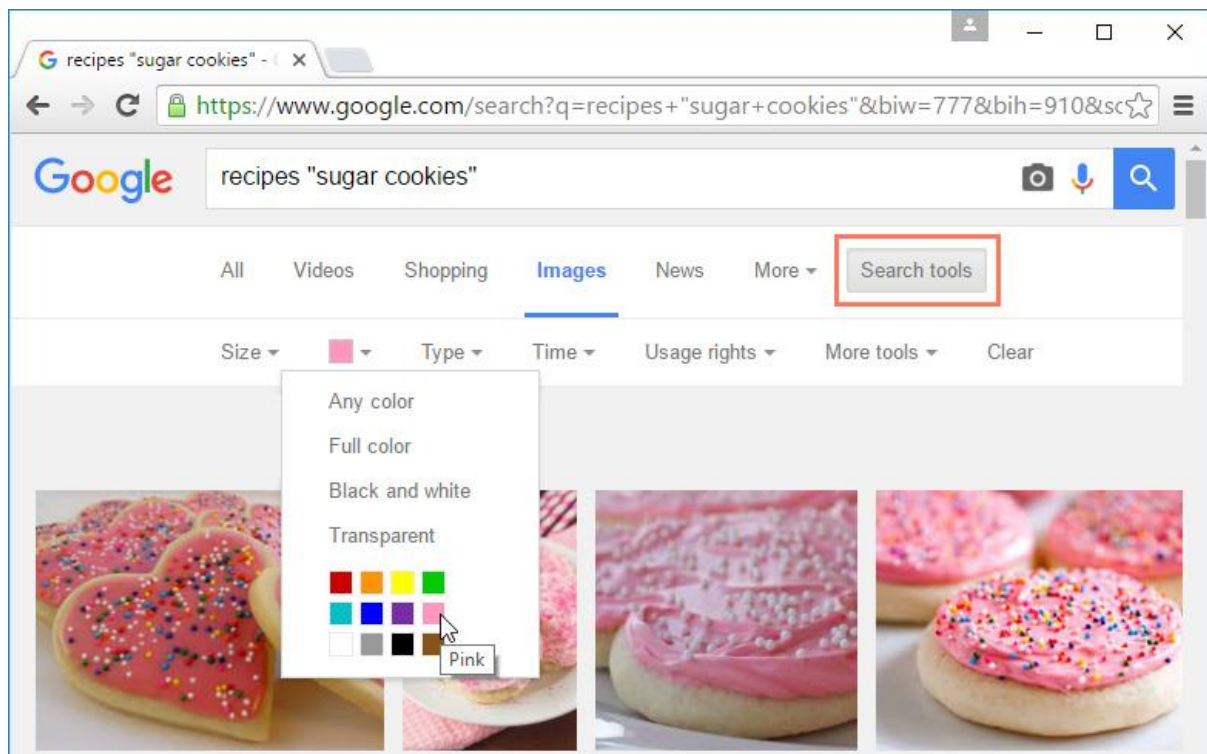 recipes "sugar cookies" -
https://www.google.com/search?q=recipes+"sugar+cookies"&biw=777&bih=910&sc
Google recipes "sugar cookies"
All Videos Shopping Images News More Search tools
Size Type Time Usage rights More tools Clear
Any color
Full color
Black and white
Transparent
Pink